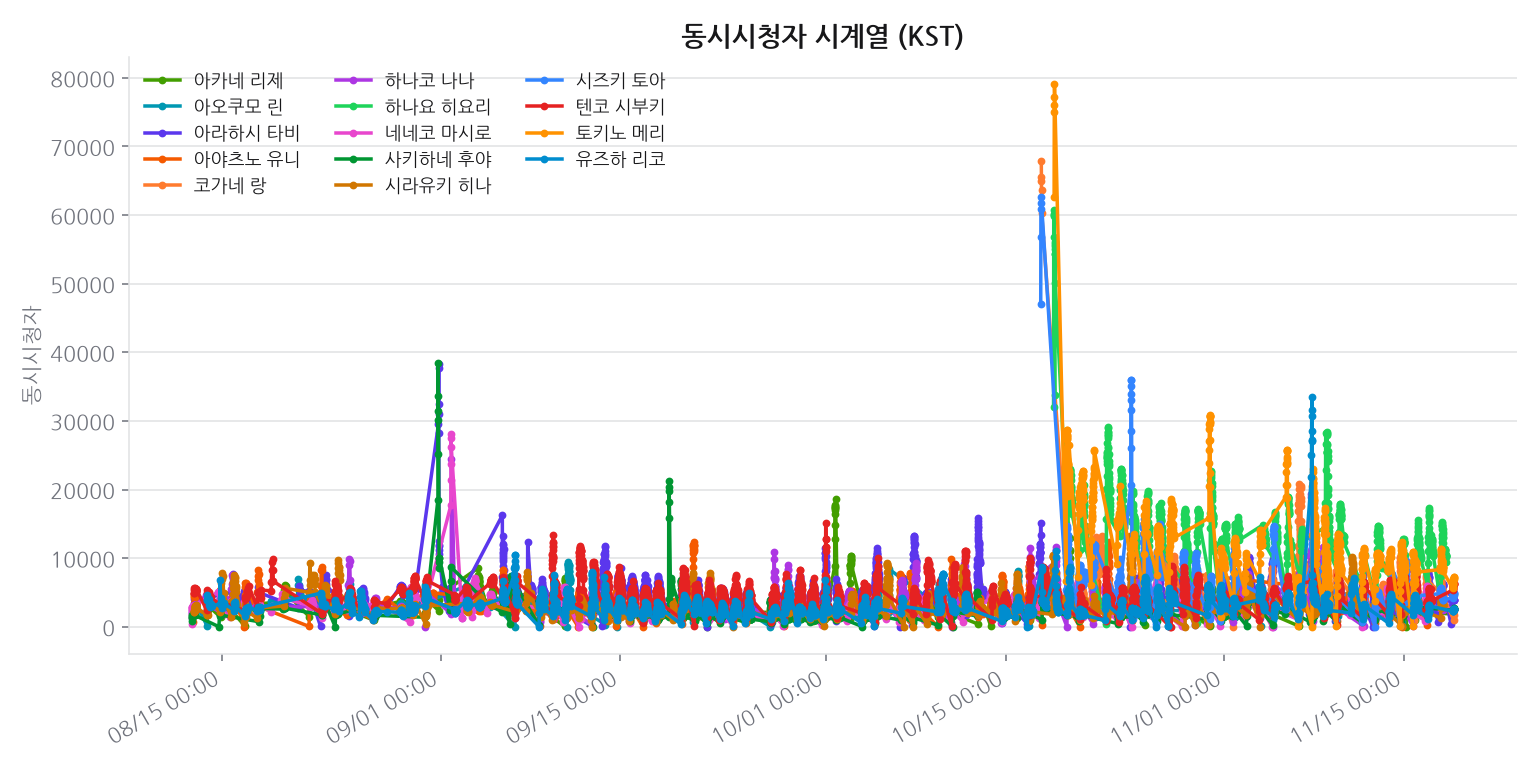 동시시청자 시계열 (KST)
아카네 리제
아오쿠모 린
아라하시 타비
아야츠노 유니
코가네 랑
하나코 나나
하나요 히요리
네네코 마시로
사키하네 후야
시라유키 히나
시즈키 토아
텐코 시부키
토키노 메리
유즈하 리코
동시시청자
80000
70000
60000
50000
40000
30000
20000
10000
0
08/15 00:00
09/01 00:00
09/15 00:00
10/01 00:00
10/15 00:00
11/01 00:00
11/15 00:00